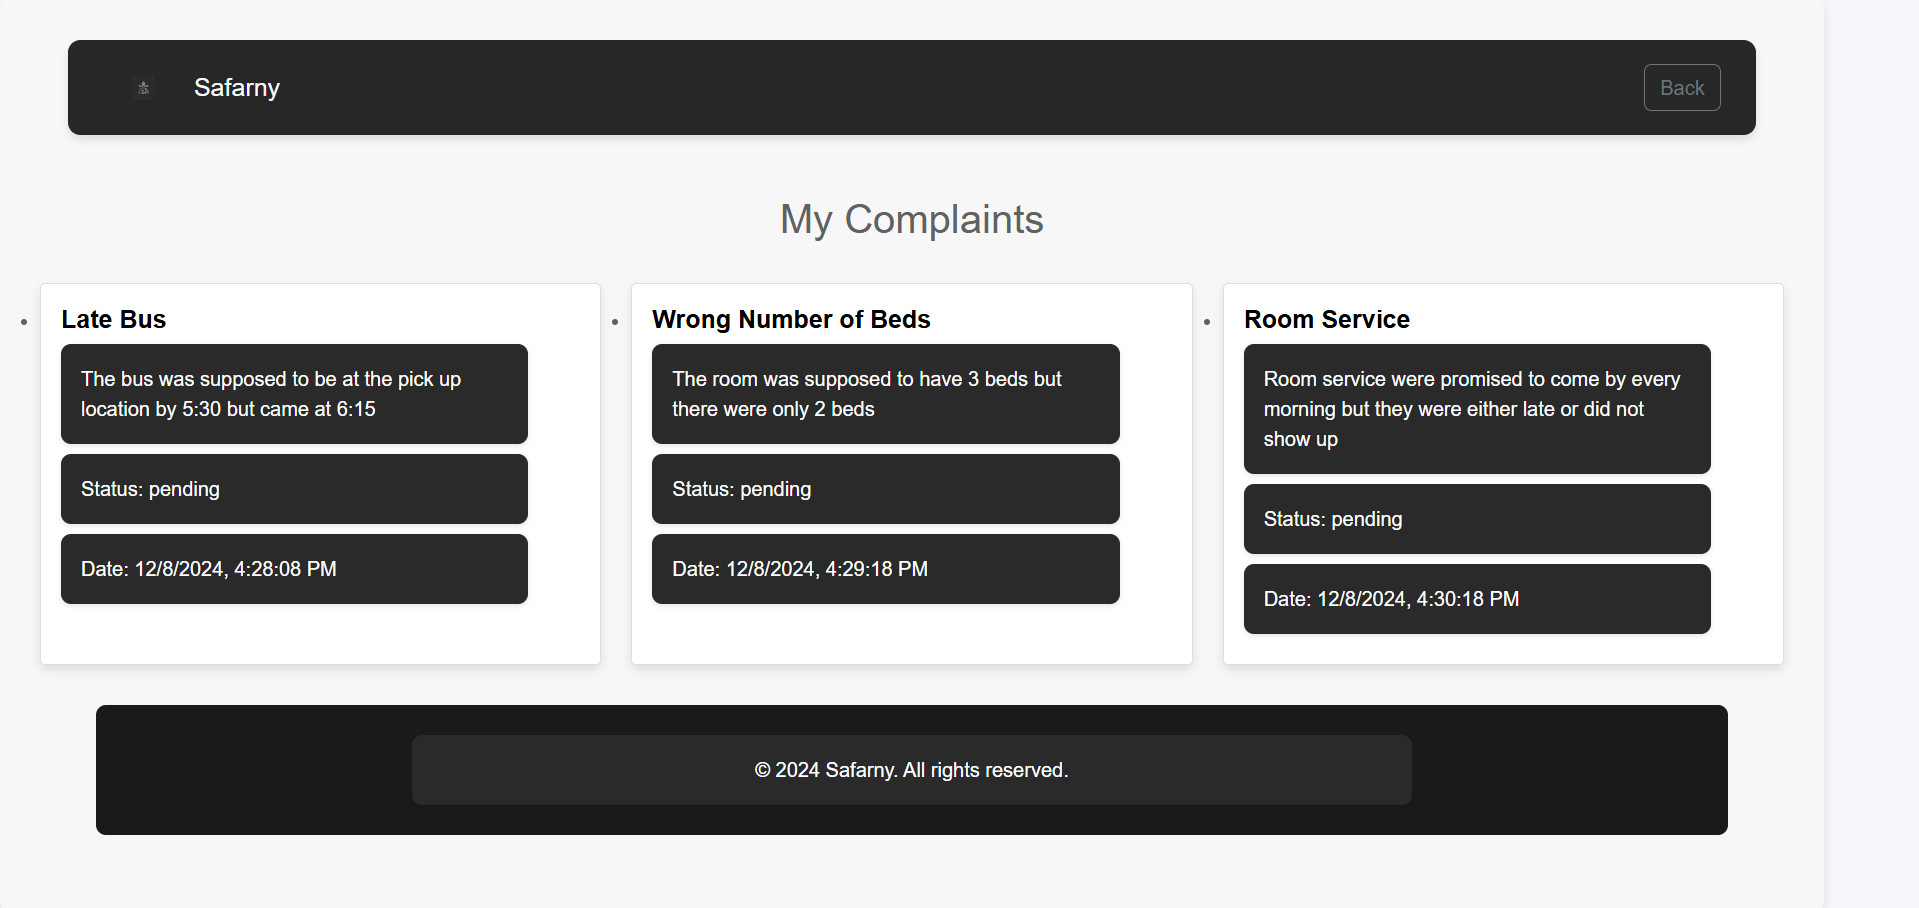 Safarny
Back
My Complaints
Late Bus
The bus was supposed to be at the pick up
location by 5:30 but came at 6:15
Status: pending
Date: 12/8/2024, 4:28:08 PM
Wrong Number of Beds
The room was supposed to have 3 beds but
there were only 2 beds
Status: pending
Date: 12/8/2024, 4:29:18 PM
Room Service
Room service were promised to come by every
morning but they were either late or did not
show up
Status: pending
Date: 12/8/2024, 4:30:18 PM
© 2024 Safarny. All rights reserved.